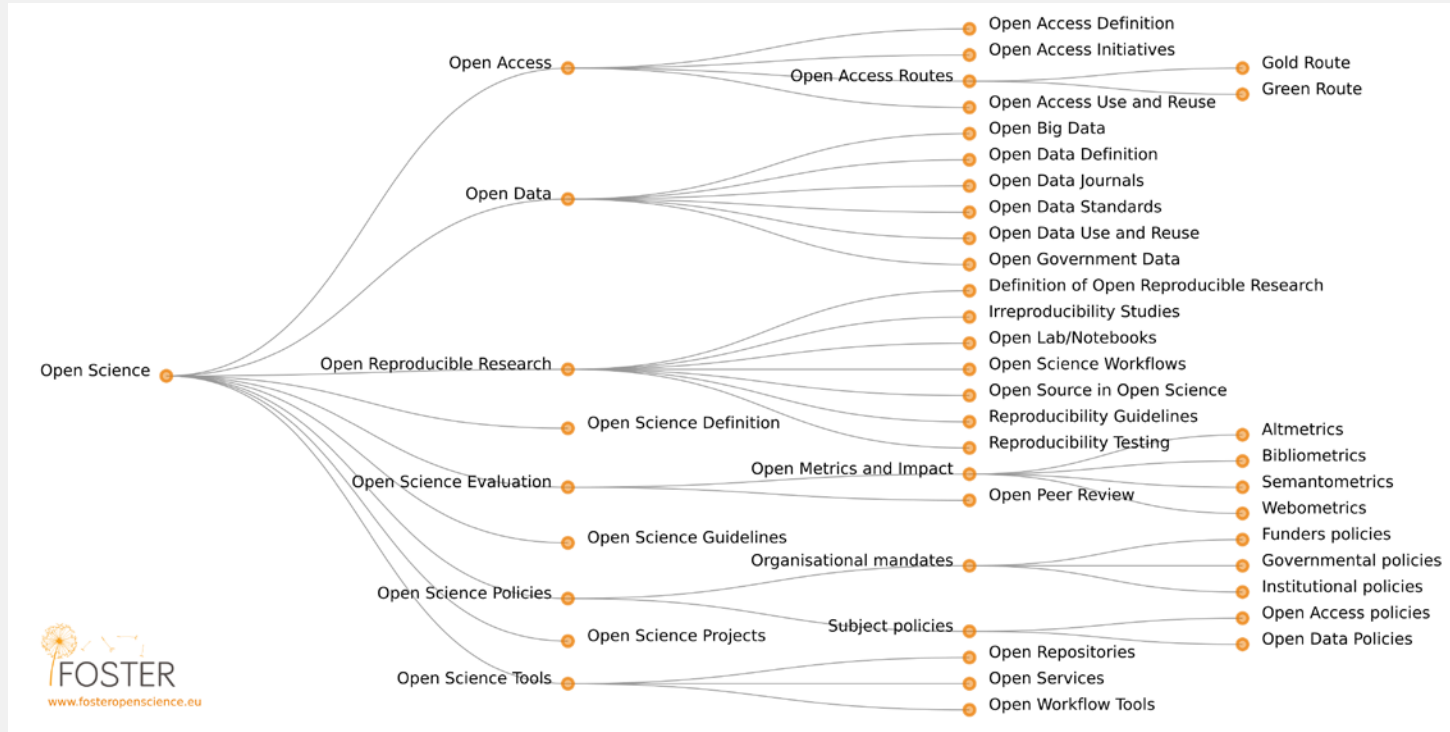 Open Science
Open Access
Open Access Definition
Open Access Initiatives
Open Access Routes
Gold Route
Green Route
Open Access Use and Reuse
Open Data
Open Big Data
Open Data Definition
Open Data Journals
Open Data Standards
Open Data Use and Reuse
Open Government Data
Open Reproducible Research
Definition of Open Reproducible Research
Irreproducibility Studies
Open Lab/Notebooks
Open Science Workflows
Open Source in Open Science
Reproducibility Guidelines
Reproducibility Testing
Open Science Definition
Open Science Evaluation
Open Metrics and Impact
Altmetrics
Bibliometrics
Semantometrics
Webometrics
Open Peer Review
Open Science Guidelines
Open Science Policies
Organisational mandates
Funders policies
Governmental policies
Institutional policies
Subject policies
Open Access policies
Open Data Policies
Open Science Projects
Open Science Tools
Open Repositories
Open Services
Open Workflow Tools
FOSTER
www.fosteropenscience.eu